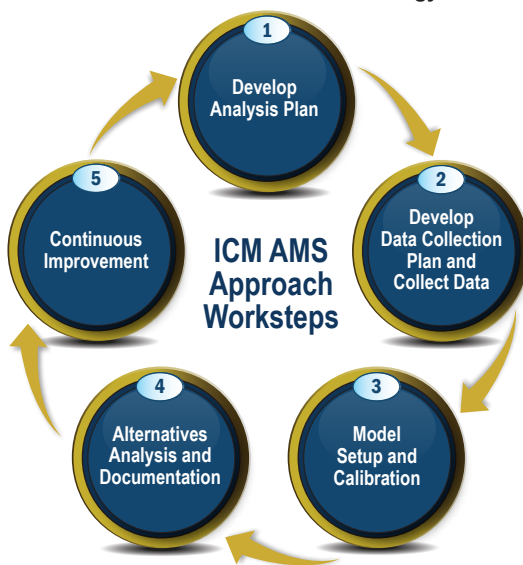 1
Develop
Analysis Plan
2
Develop
Data Collection
Plan and
Collect Data
3
Model
Setup and
Calibration
4
Alternatives
Analysis and
Documentation
5
Continuous
Improvement
ICM AMS
Approach
Worksteps